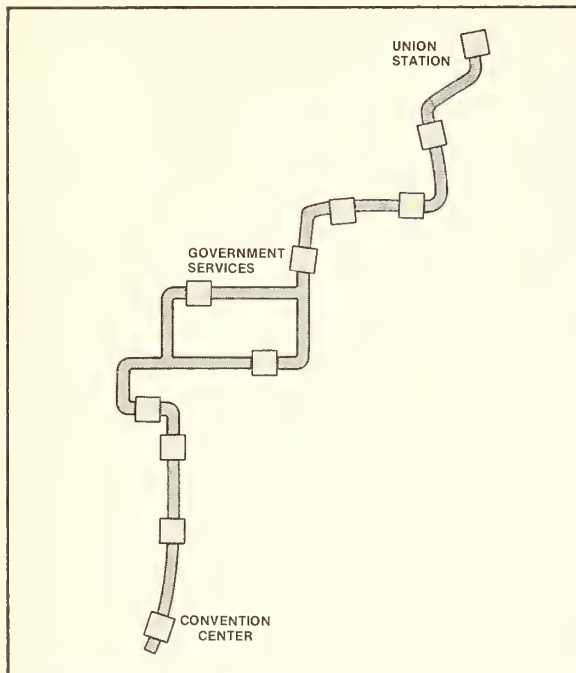 UNION
STATION
GOVERNMENT
SERVICES
CONVENTION
CENTER